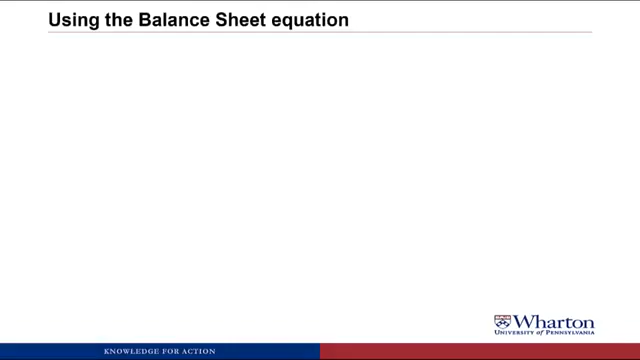 Using the Balance Sheet equation
Wharton
UNIVERSITY of PENNSYLVANIA
KNOWLEDGE FOR ACTION